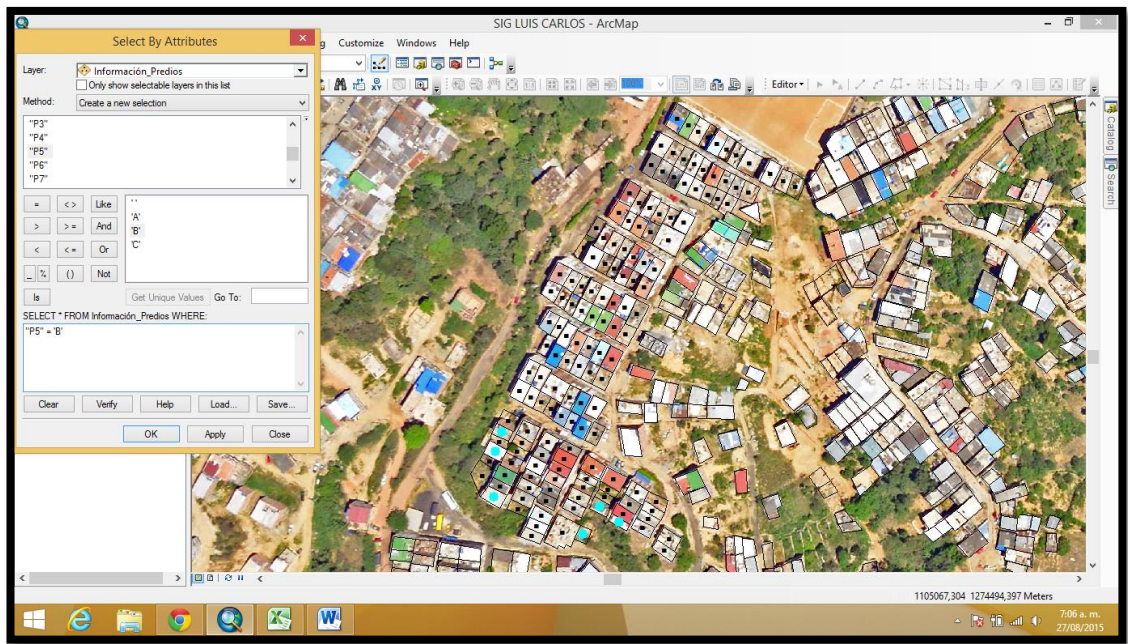 SIG LUIS CARLOS - ArcMap
Select By Attributes
Customize Windows Help
Layer: Información_Predios
Only show selectable layers in this list
Method: Create a new selection
"P3"
"P4"
"P5"
"P6"
"P7"
= < > Like ' '
'A'
> > = And 'B'
< < = Or 'C'
_ % () Not
Is Get Unique Values Go To:
SELECT * FROM Información_Predios WHERE:
"P5" = 'B'
Clear Verify Help Load... Save...
OK Apply Close
100%
Editor
Catalog
Search
1105067,304 1274494,397 Meters
7:06 a. m.
27/08/2015